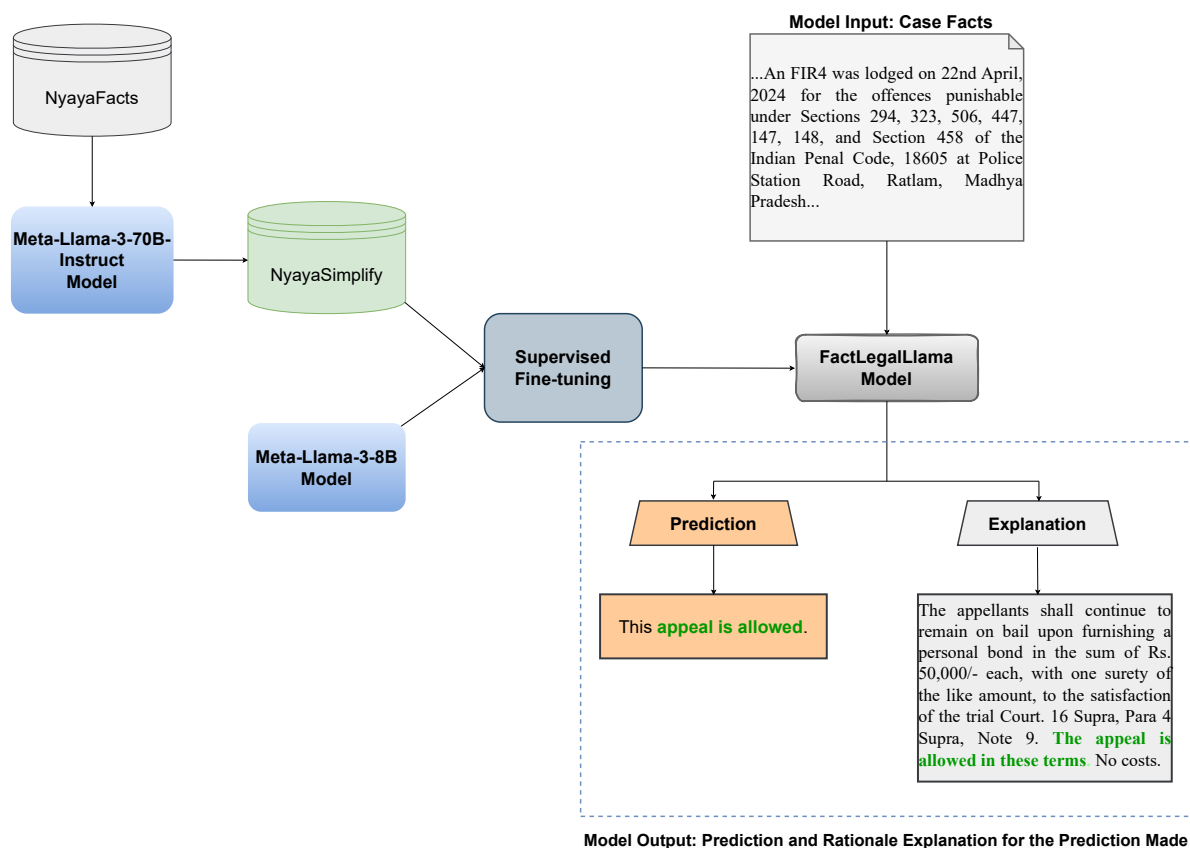 Model Input: Case Facts
NyayaFacts
...An FIR4 was lodged on 22nd April,
2024 for the offences punishable
under Sections 294, 323, 506, 447,
147, 148, and Section 458 of the
Indian Penal Code, 18605 at Police
Station Road, Ratlam, Madhya
Pradesh...
Meta-Llama-3-70B-
Instruct
Model
NyayaSimplify
Supervised
Fine-tuning
FactLegalLlama
Model
Meta-Llama-3-8B
Model
Prediction
Explanation
This appeal is allowed.
The appellants shall continue to
remain on bail upon furnishing a
personal bond in the sum of Rs.
50,000/- each, with one surety of
the like amount, to the satisfaction
of the trial Court. 16 Supra, Para 4
Supra, Note 9. The appeal is
allowed in these terms. No costs.
Model Output: Prediction and Rationale Explanation for the Prediction Made